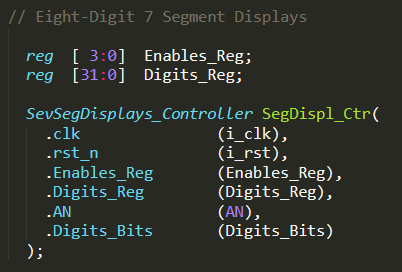 // Eight-Digit 7 Segment Displays
reg [ 3:0] Enables_Reg;
reg [31:0] Digits_Reg;
SevSegDisplays_Controller SegDispl_Ctr(
.clk (i_clk),
.rst_n (i_rst),
.Enables_Reg (Enables_Reg),
.Digits_Reg (Digits_Reg),
.AN (AN),
.Digits_Bits (Digits_Bits)
);